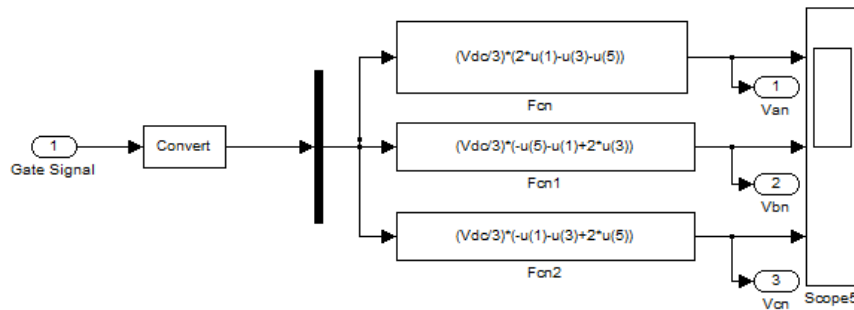 (Vdc/3)*(2*u(1)-u(3)-u(5))
Fcn
1
Van
1
Gate Signal
Convert
(Vdc/3)*(-u(5)-u(1)+2*u(3))
Fcn1
2
Vbn
(Vdc/3)*(-u(1)-u(3)+2*u(5))
Fcn2
3
Vcn
Scope5